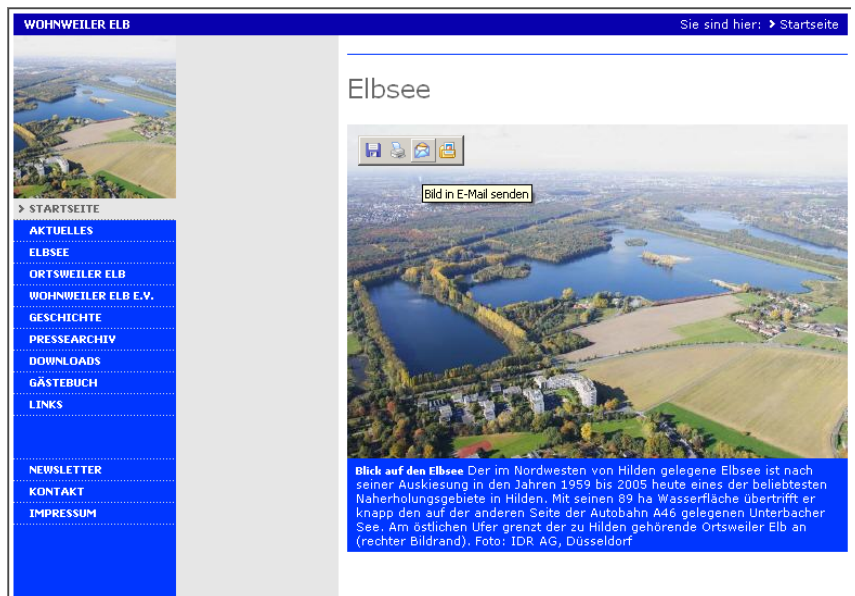 WOHNWEILER ELB
Sie sind hier: > Startseite
Elbsee
Bild in E-Mail senden
> STARTSEITE
AKTUELLES
ELBSEE
ORTSWEILER ELB
WOHNWEILER ELB E.V.
GESCHICHTE
PRESSEARCHIV
DOWNLOADS
GÄSTEBUCH
LINKS
NEWSLETTER
KONTAKT
IMPRESSUM
Blick auf den Elbsee Der im Nordwesten von Hilden gelegene Elbsee ist nach
seiner Auskiesung in den Jahren 1959 bis 2005 heute eines der beliebtesten
Naherholungsgebiete in Hilden. Mit seinen 89 ha Wasserfläche übertrifft er
knapp den auf der anderen Seite der Autobahn A46 gelegenen Unterbacher
See. Am östlichen Ufer grenzt der zu Hilden gehörende Ortsweiler Elb an
(rechter Bildrand). Foto: IDR AG, Düsseldorf